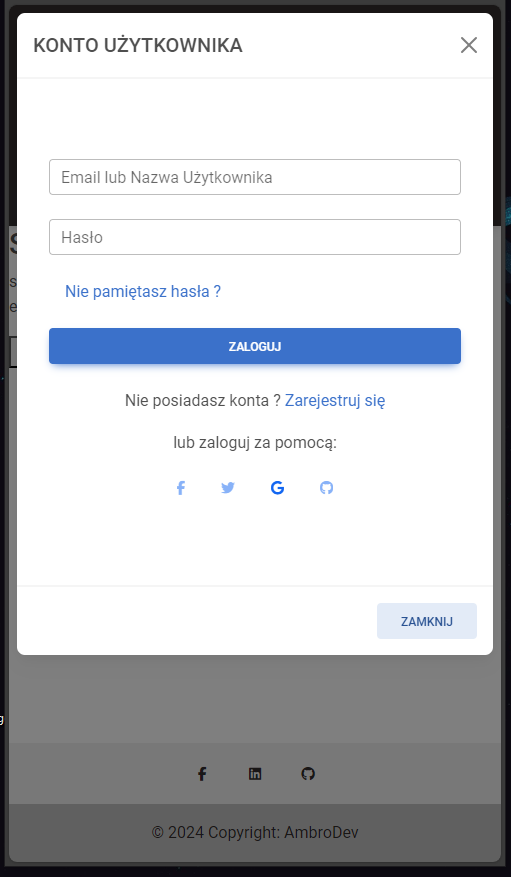 KONTO UŻYTKOWNIKA
Email lub Nazwa Użytkownika
Hasło
Nie pamiętasz hasła ?
ZALOGUJ
Nie posiadasz konta ? Zarejestruj się
lub zaloguj za pomocą:
ZAMKNIJ
© 2024 Copyright: AmbroDev